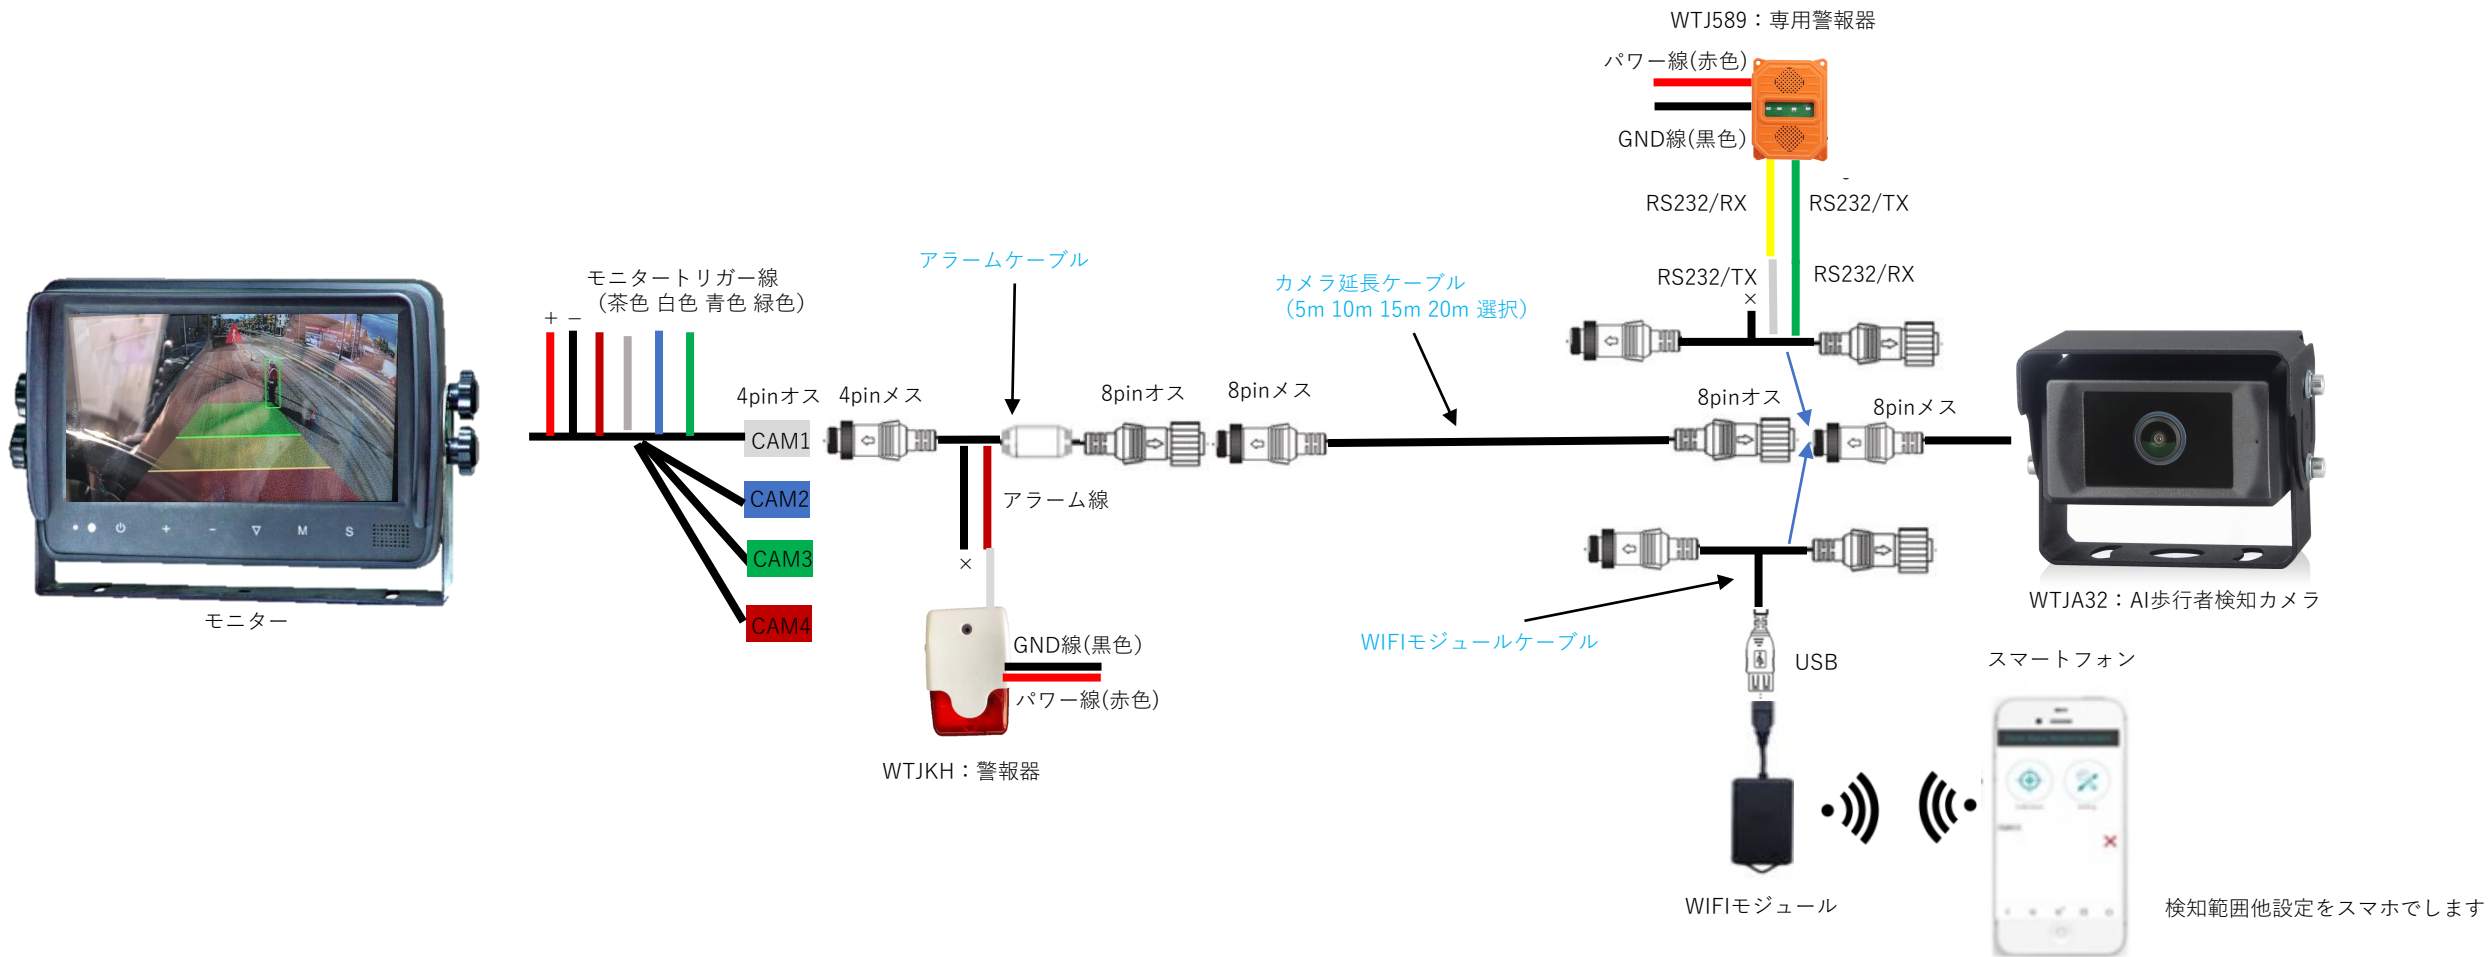 WTJ589：専用警報器
パワー線(赤色)
GND線(黒色)
RS232/RX
RS232/TX
RS232/TX
RS232/RX
×
アラームケーブル
モニタートリガー線
（茶色 白色 青色 緑色）
カメラ延長ケーブル
（5m 10m 15m 20m 選択）
+ −
4pinオス
4pinメス
8pinオス
8pinメス
8pinオス
8pinメス
CAM1
CAM2
CAM3
CAM4
アラーム線
×
M
S
モニター
WTJA32：AI歩行者検知カメラ
WIFIモジュールケーブル
GND線(黒色)
パワー線(赤色)
USB
スマートフォン
WTJKH：警報器
WIFIモジュール
検知範囲他設定をスマホでします